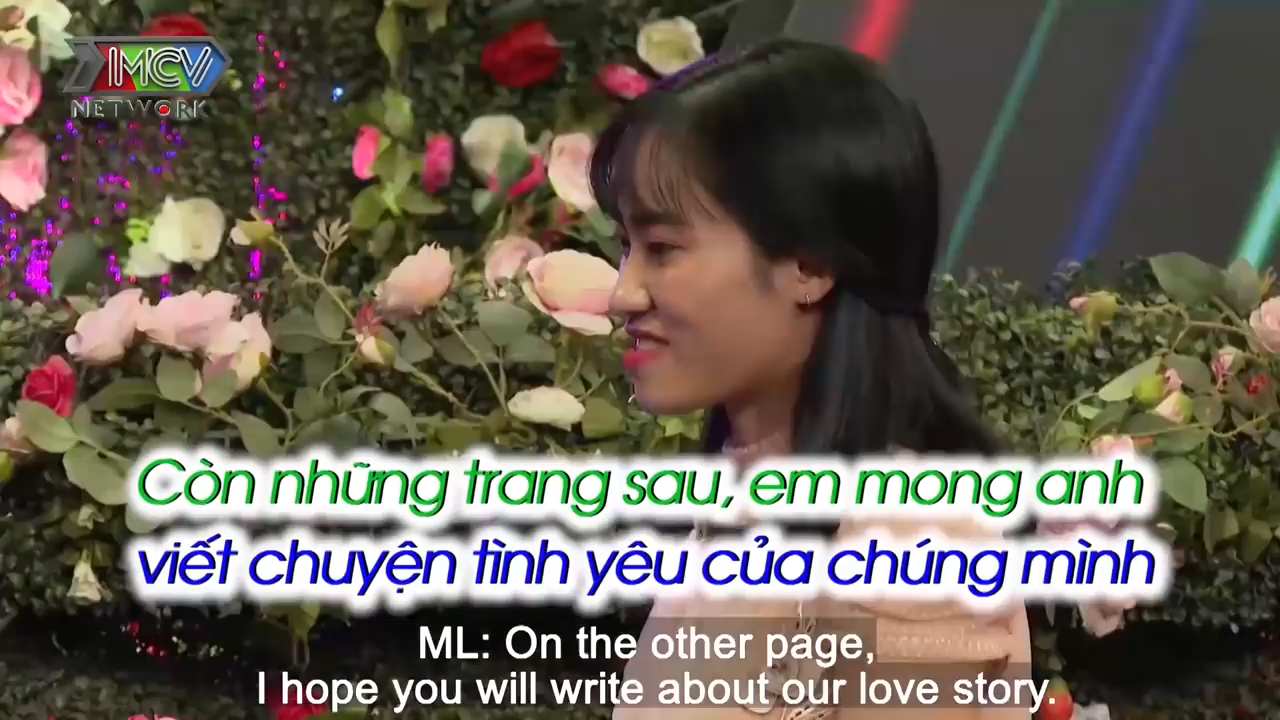 MCV
NETWORK
Còn những trang sau, em mong anh
viết chuyện tình yêu của chúng mình
ML: On the other page,
I hope you will write about our love story.